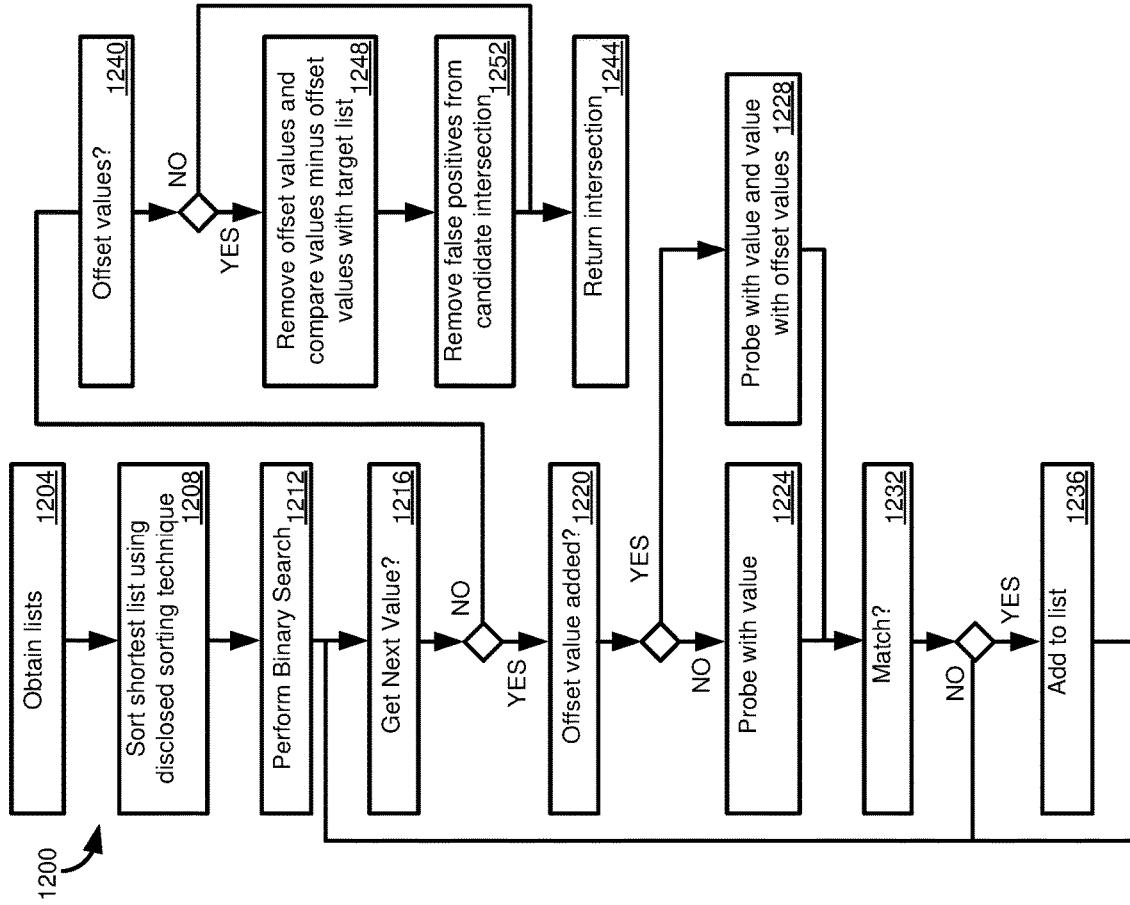 1200
Obtain lists
1204
Sort shortest list using
disclosed sorting technique
1208
Perform Binary Search
1212
Get Next Value?
1216
NO
YES
Offset value added?
1220
YES
NO
Probe with value
1224
Probe with value and value
with offset values 1228
Match?
1232
NO
YES
Add to list
1236
Offset values?
1240
NO
YES
Remove offset values and
compare values minus offset
values with target list
1248
Remove false positives from
candidate intersection
1252
Return intersection
1244